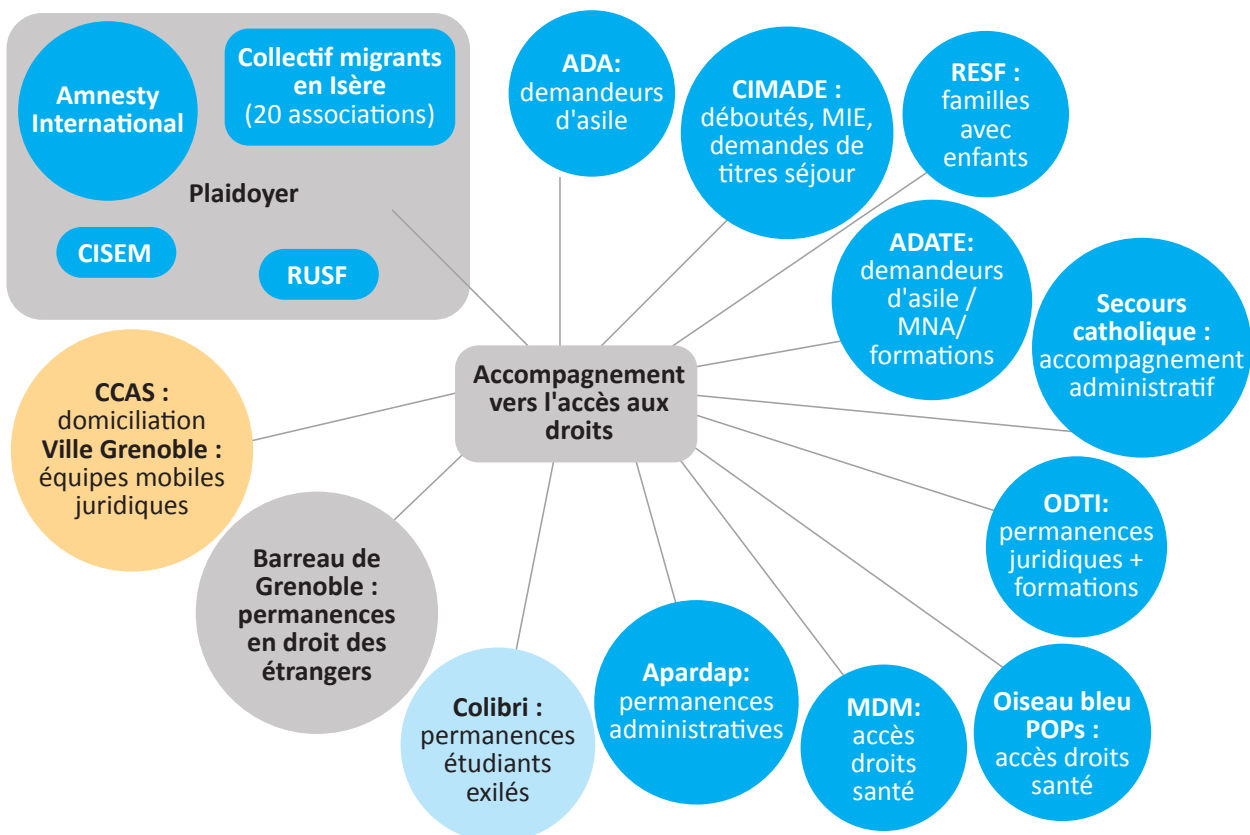 Amnesty
International
Collectif migrants
en Isère
(20 associations)
Plaidoyer
CISEM
RUSF
ADA:
demandeurs
d'asile
CIMADE :
déboutés, MIE,
demandes de
titres séjour
RESF :
familles
avec
enfants
ADATE:
demandeurs
d'asile /
MNA/
formations
Secours
catholique :
accompagnement
administratif
Accompagnement
vers l'accès aux
droits
CCAS :
domiciliation
Ville Grenoble :
équipes mobiles
juridiques
Barreau de
Grenoble :
permanences
en droit des
étrangers
Colibri :
permanences
étudiants
exilés
Apardap:
permanences
administratives
MDM:
accès
droits
santé
Oiseau bleu
POPs :
accès droits
santé
ODTI:
permanences
juridiques +
formations